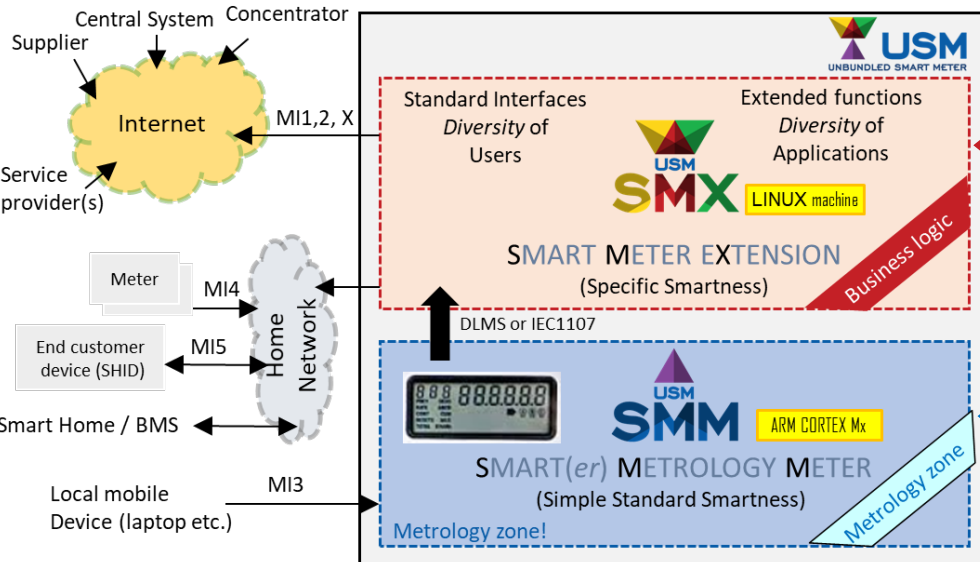 Concentrator
Central System
Supplier
Internet
MI1,2, X
Service
provider(s)
USM
UNBUNDLED SMART METER
Standard Interfaces
Diversity of
Users
Extended functions
Diversity of
Applications
USM
SMX
LINUX machine
SMART METER EXTENSION
(Specific Smartness)
Business logic
Meter
MI4
End customer
device (SHID)
MI5
Home
Network
Smart Home / BMS
Local mobile
Device (laptop etc.)
MI3
DLMS or IEC1107
USM
SMM
ARM CORTEX Mx
SMART(er) METROLOGY METER
(Simple Standard Smartness)
Metrology zone!
Metrology zone